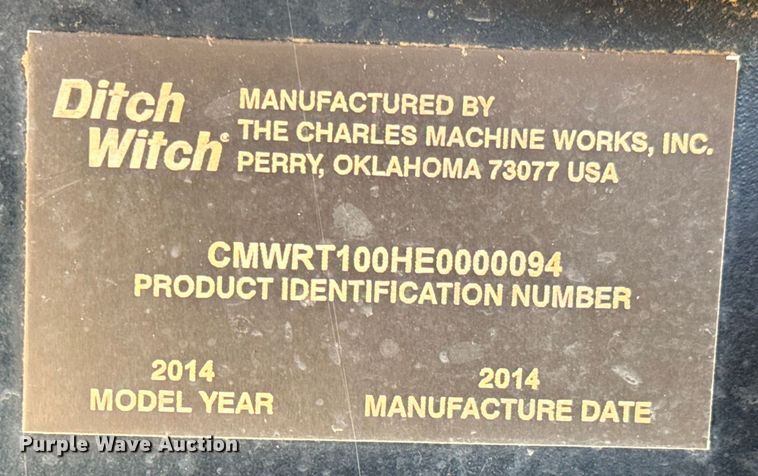 Ditch
Witch®
MANUFACTURED BY
THE CHARLES MACHINE WORKS, INC.
PERRY, OKLAHOMA 73077 USA
CMWRT100HE0000094
PRODUCT IDENTIFICATION NUMBER
2014
MODEL YEAR
2014
MANUFACTURE DATE
Purple Wave Auction